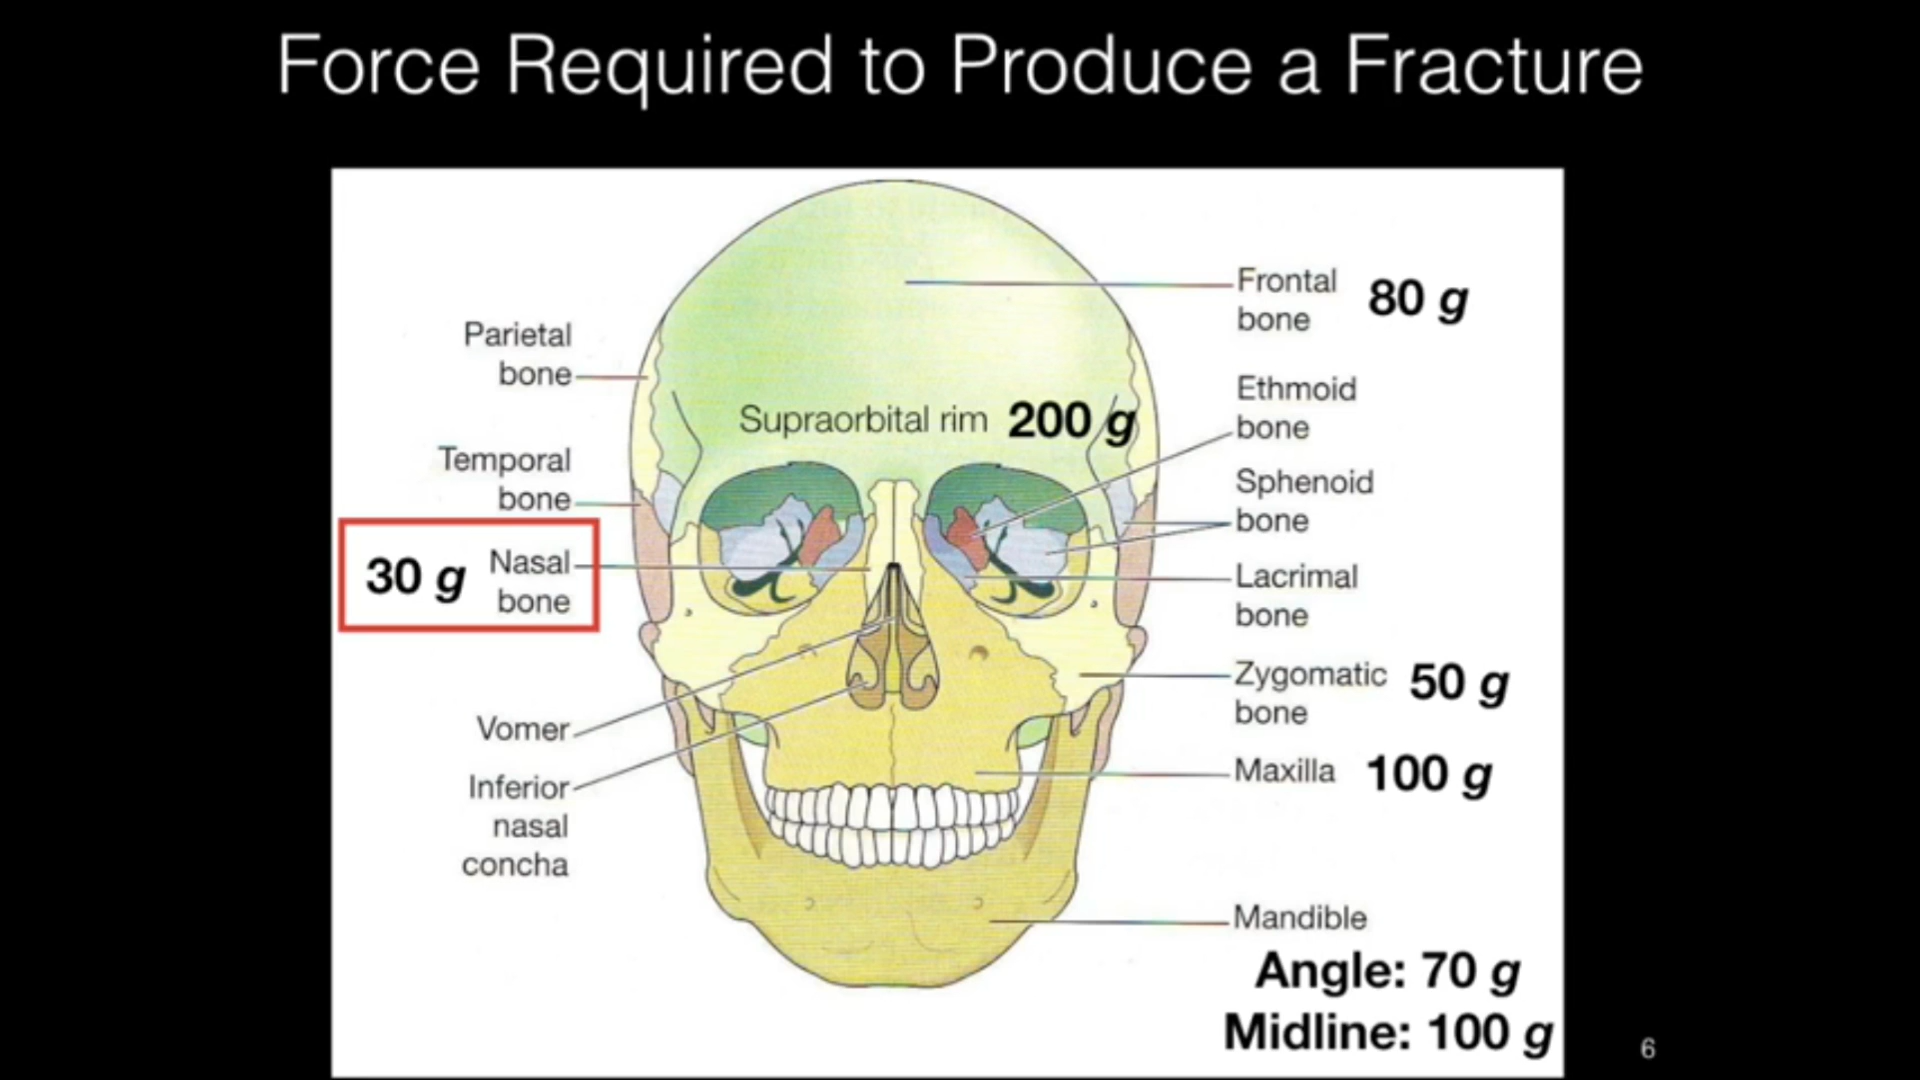 Force Required to Produce a Fracture
Frontal
bone
80 g
Parietal
bone
Ethmoid
bone
Supraorbital rim 200 g
Temporal
bone
Sphenoid
bone
30 g
Nasal
bone
Lacrimal
bone
Zygomatic
bone
50 g
Vomer
Maxilla 100 g
Inferior
nasal
concha
Mandible
Angle: 70 g
Midline: 100 g
6